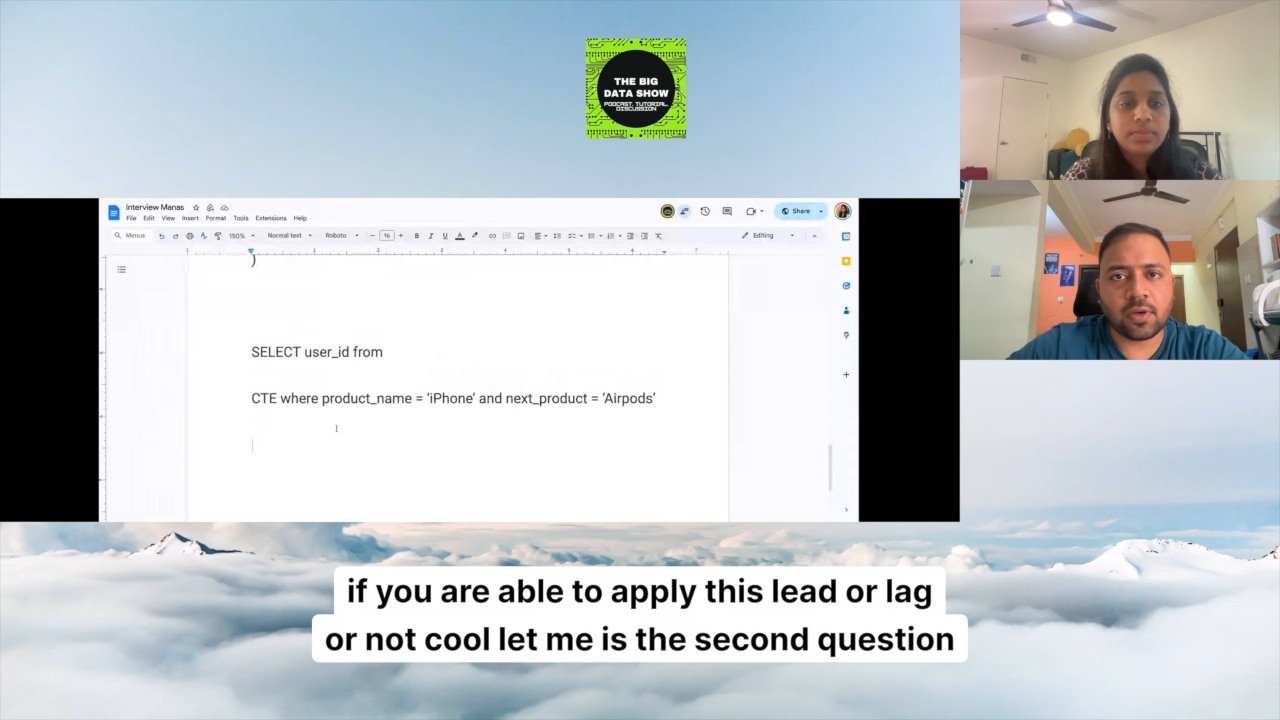 THE BIG
DATA SHOW
PODCAST, TUTORIAL,
DISCUSSION
Interview Manas
File Edit View Insert Format Tools Extensions Help
Share
Menus 150% Normal text Roboto 16 B I U A Editing
)
SELECT user_id from
CTE where product_name = ‘iPhone’ and next_product = ‘Airpods’
if you are able to apply this lead or lag
or not cool let me is the second question